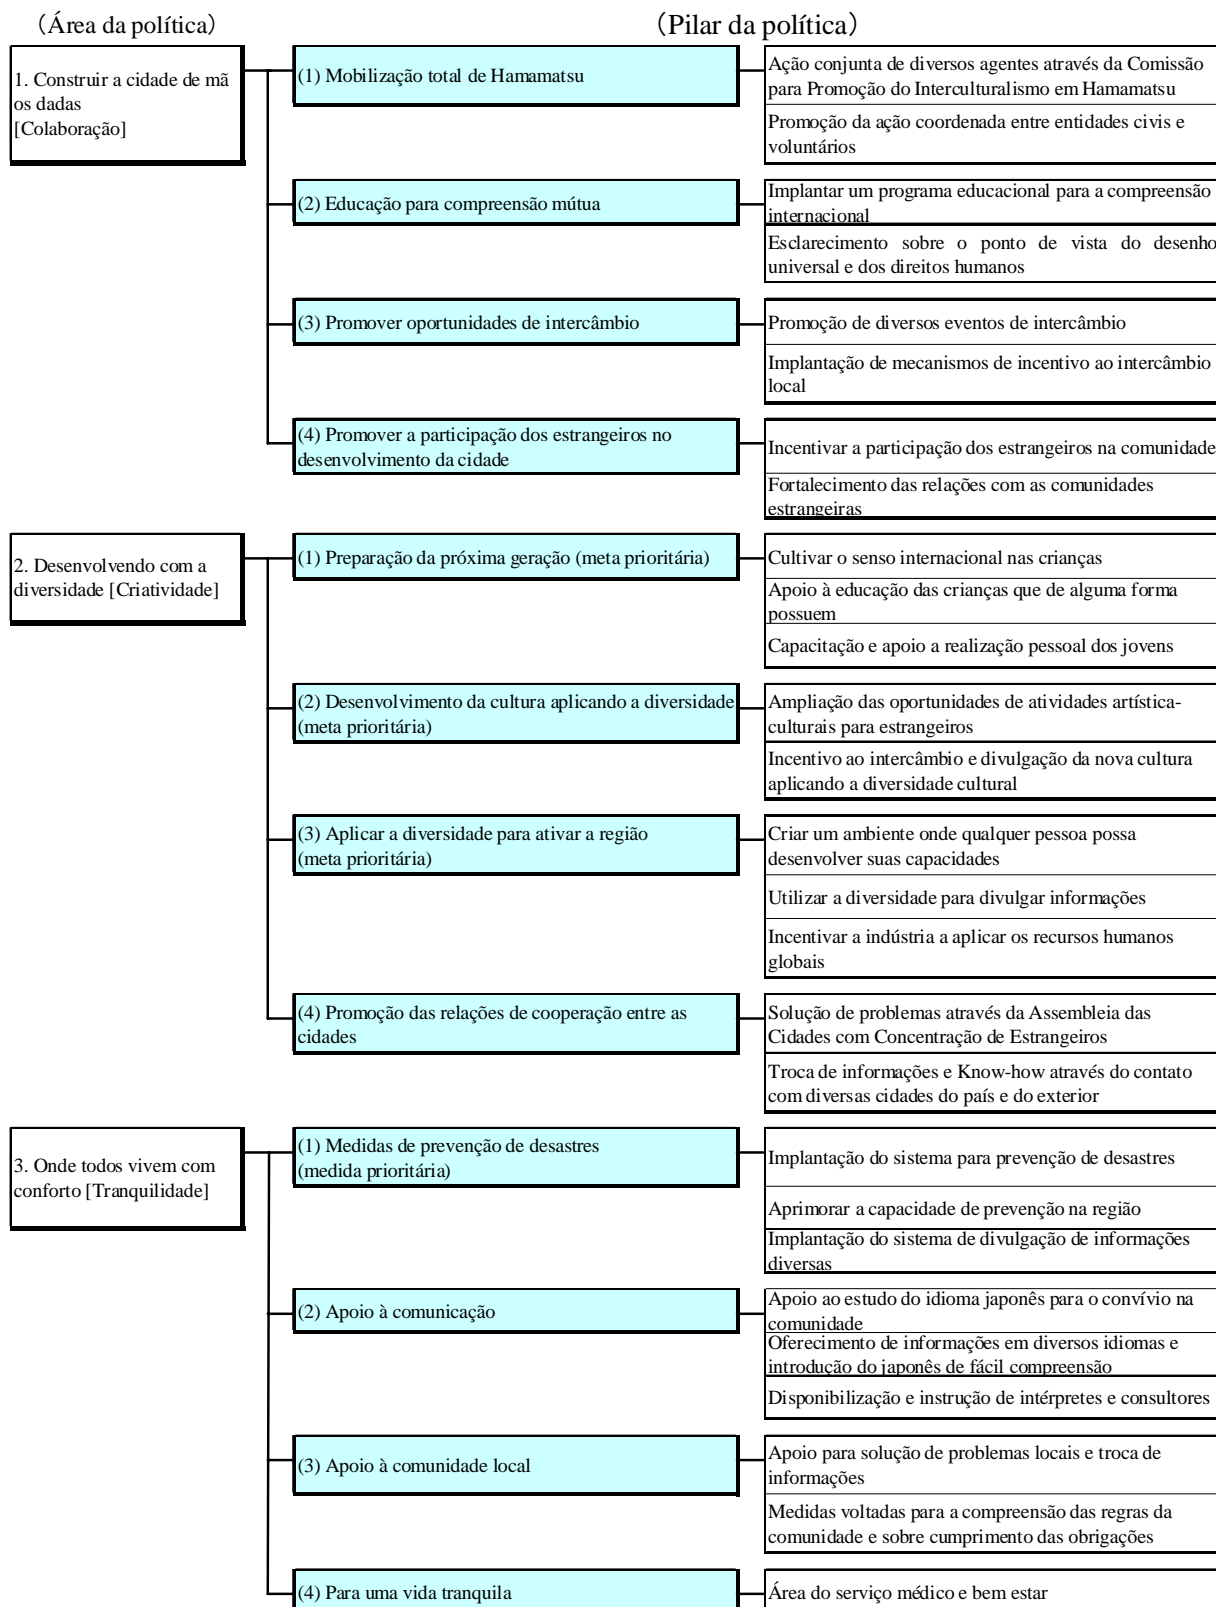 （Área da política）
（Pilar da política）
1. Construir a cidade de mã
os dadas
[Colaboração]
(1) Mobilização total de Hamamatsu
Ação conjunta de diversos agentes através da Comissão
para Promoção do Interculturalismo em Hamamatsu
Promoção da ação coordenada entre entidades civis e
voluntários
(2) Educação para compreensão mútua
Implantar um programa educacional para a compreensão
internacional
Esclarecimento sobre o ponto de vista do desenho
universal e dos direitos humanos
(3) Promover oportunidades de intercâmbio
Promoção de diversos eventos de intercâmbio
Implantação de mecanismos de incentivo ao intercâmbio
local
(4) Promover a participação dos estrangeiros no
desenvolvimento da cidade
Incentivar a participação dos estrangeiros na comunidade
Fortalecimento das relações com as comunidades
estrangeiras
2. Desenvolvendo com a
diversidade [Criatividade]
(1) Preparação da próxima geração (meta prioritária)
Cultivar o senso internacional nas crianças
Apoio à educação das crianças que de alguma forma
possuem
Capacitação e apoio a realização pessoal dos jovens
(2) Desenvolvimento da cultura aplicando a diversidade
(meta prioritária)
Ampliação das oportunidades de atividades artística-
culturais para estrangeiros
Incentivo ao intercâmbio e divulgação da nova cultura
aplicando a diversidade cultural
(3) Aplicar a diversidade para ativar a região
(meta prioritária)
Criar um ambiente onde qualquer pessoa possa
desenvolver suas capacidades
Utilizar a diversidade para divulgar informações
Incentivar a indústria a aplicar os recursos humanos
globais
(4) Promoção das relações de cooperação entre as
cidades
Solução de problemas através da Assembleia das
Cidades com Concentração de Estrangeiros
Troca de informações e Know-how através do contato
com diversas cidades do país e do exterior
3. Onde todos vivem com
conforto [Tranquilidade]
(1) Medidas de prevenção de desastres
(medida prioritária)
Implantação do sistema para prevenção de desastres
Aprimorar a capacidade de prevenção na região
Implantação do sistema de divulgação de informações
diversas
(2) Apoio à comunicação
Apoio ao estudo do idioma japonês para o convívio na
comunidade
Oferecimento de informações em diversos idiomas e
introdução do japonês de fácil compreensão
Disponibilização e instrução de intérpretes e consultores
(3) Apoio à comunidade local
Apoio para solução de problemas locais e troca de
informações
Medidas voltadas para a compreensão das regras da
comunidade e sobre cumprimento das obrigações
(4) Para uma vida tranquila
Área do serviço médico e bem estar